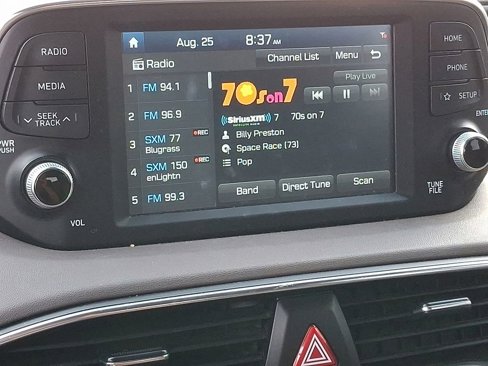 Aug. 25 8:37 AM
RADIO
MEDIA
SEEK
TRACK
PWR
PUSH
VOL
Radio
Channel List Menu
1 FM 94.1
2 FM 96.9
3 SXM 77 REC
Blugrass
4 SXM 150 REC
enLightn
5 FM 99.3
70s on 7
Play Live
SiriusXM 7 70s on 7
SATELLITE RADIO
Billy Preston
Space Race (73)
Pop
Band Direct Tune Scan
HOME
PHONE
SETUP
ENTER
TUNE
FILE